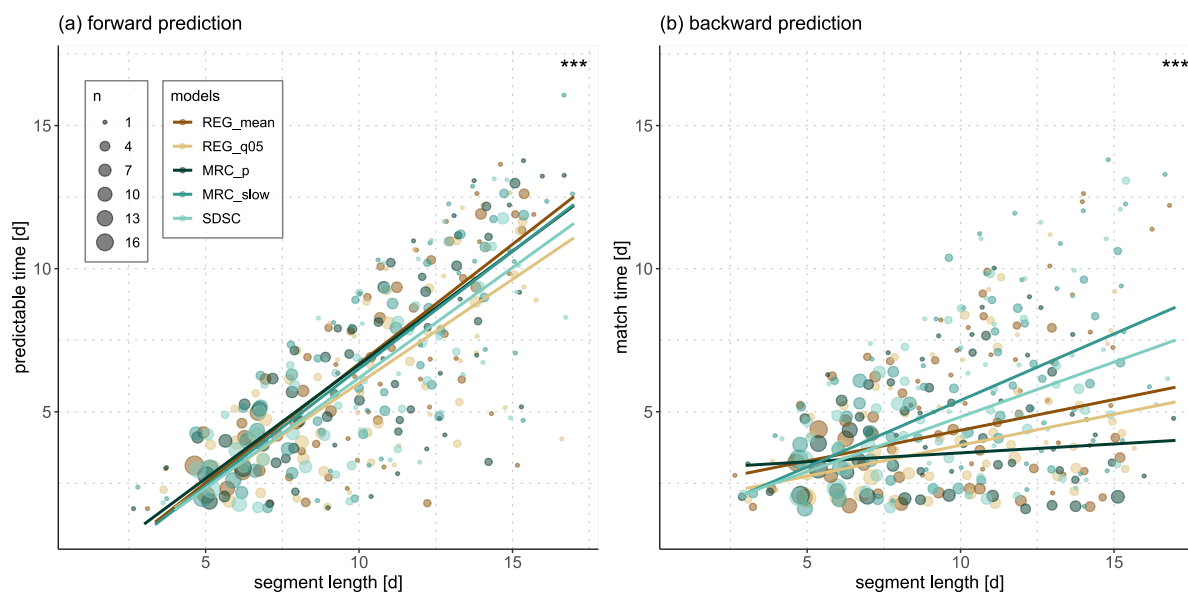 (a) forward prediction
(b) backward prediction
***
***
n
1
4
7
10
13
16
models
REG_mean
REG_q05
MRC_p
MRC_slow
SDSC
predictable time [d]
15
10
5
5
10
15
segment length [d]
match time [d]
15
10
5
5
10
15
segment length [d]